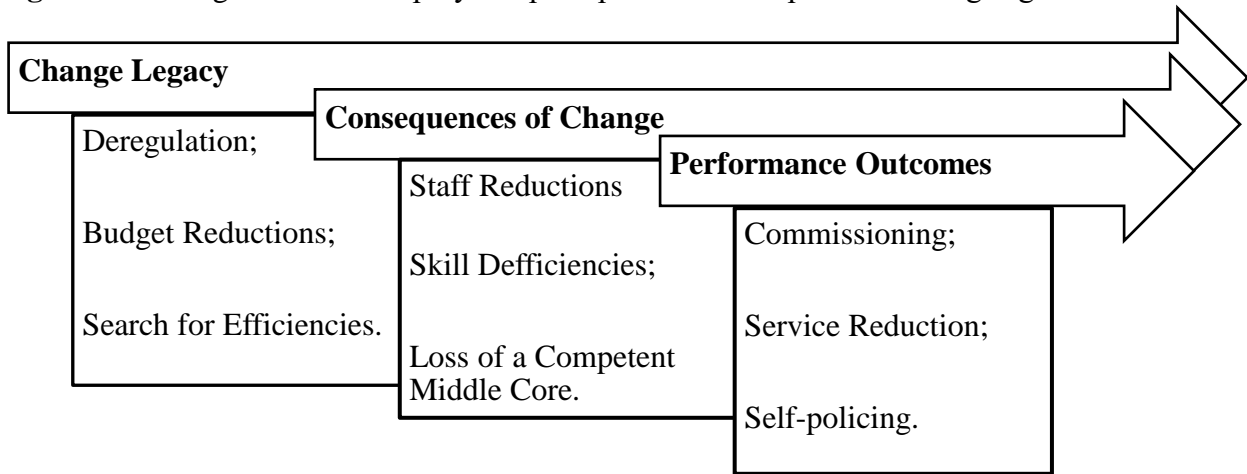 Change Legacy
Deregulation;
Budget Reductions;
Search for Efficiencies.
Consequences of Change
Staff Reductions
Skill Defficiencies;
Loss of a Competent
Middle Core.
Performance Outcomes
Commissioning;
Service Reduction;
Self-policing.